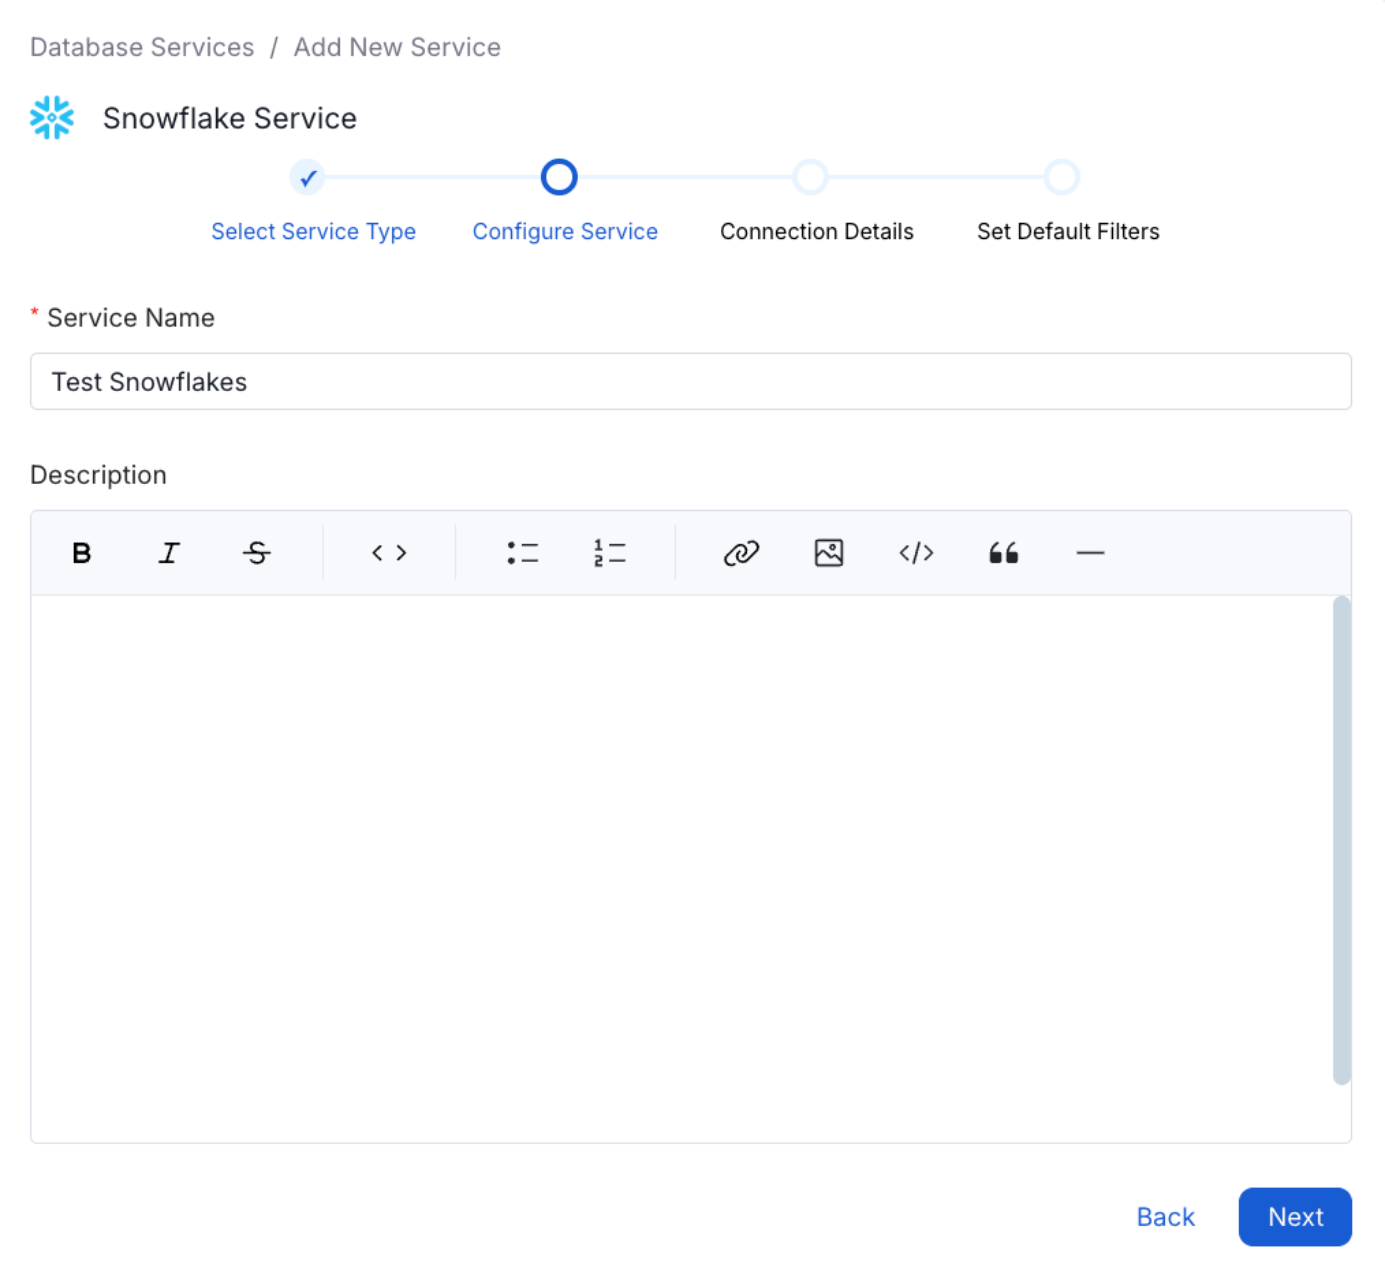 Database Services / Add New Service
Snowflake Service
Select Service Type Configure Service Connection Details Set Default Filters
* Service Name
Test Snowflakes
Description
Back Next